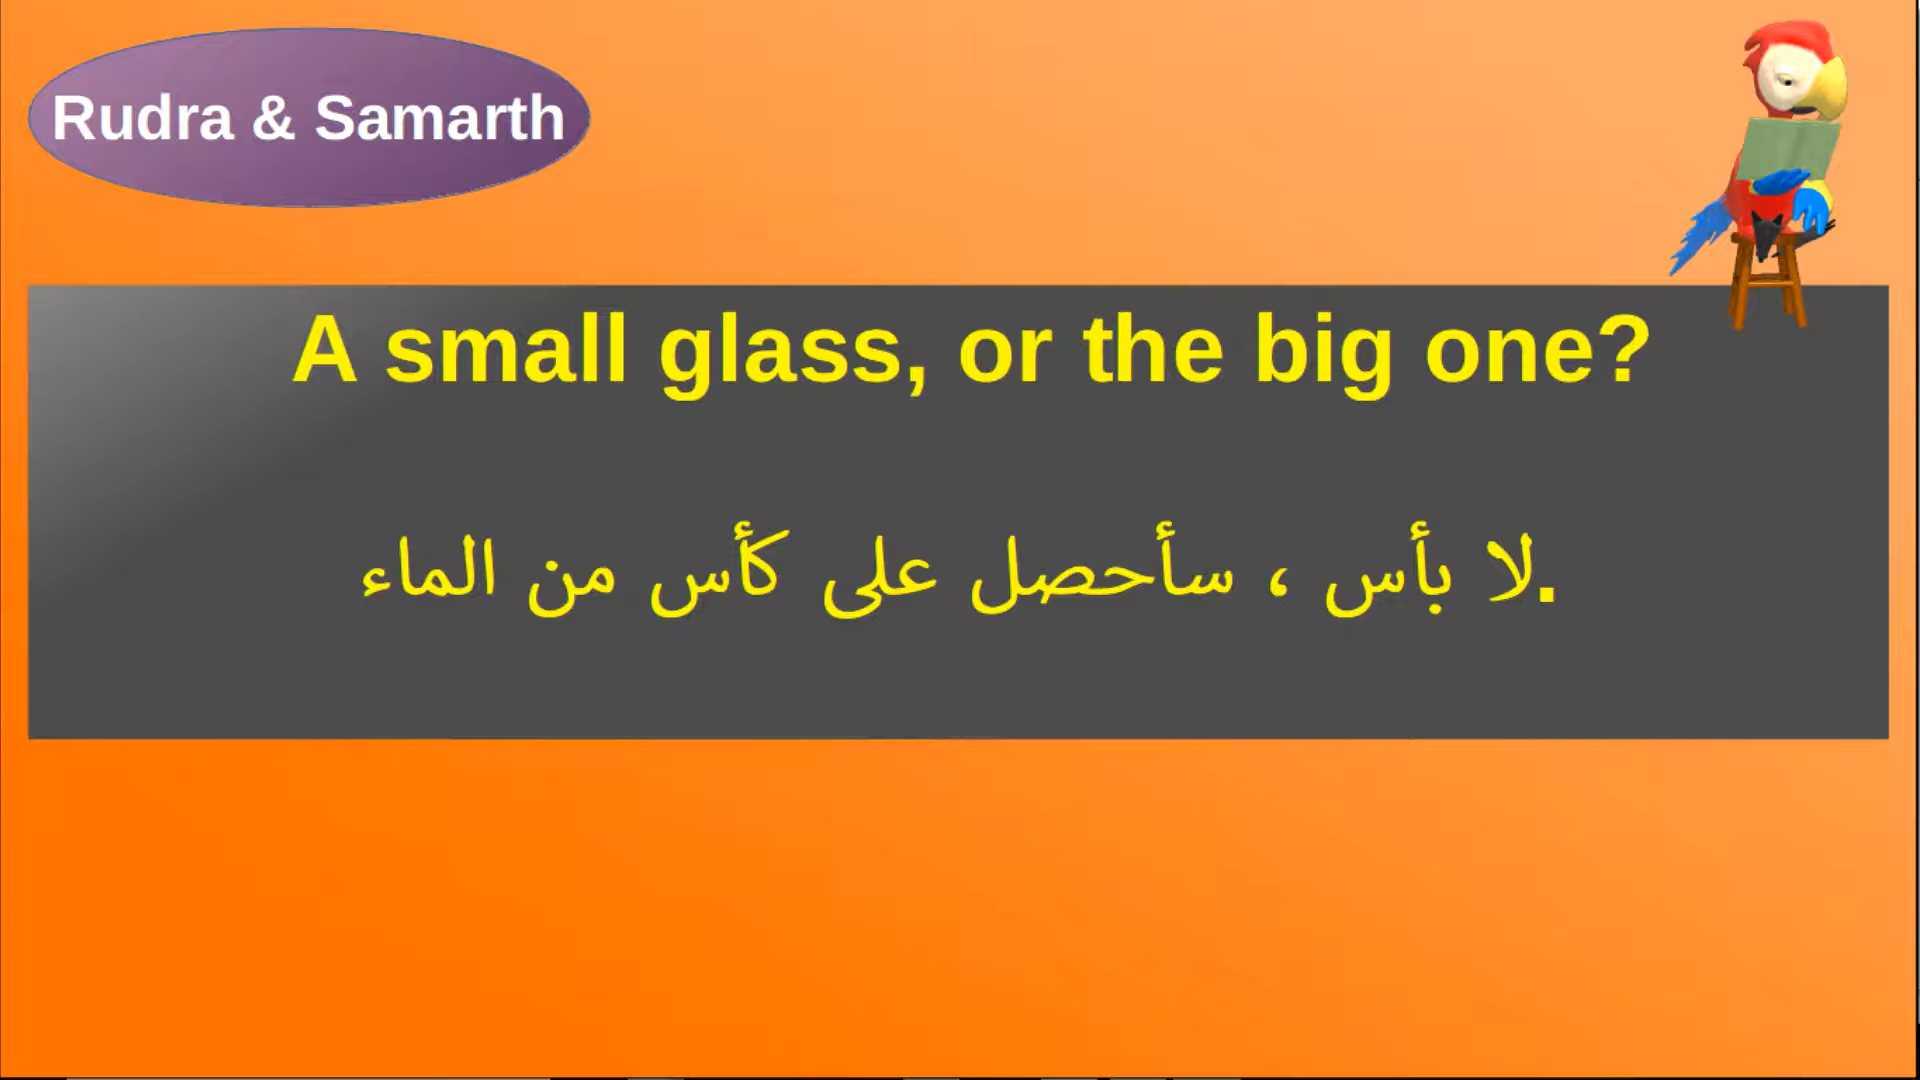 Rudra & Samarth
A small glass, or the big one?
لا بأس ، سأحصل على كأس من الماء.